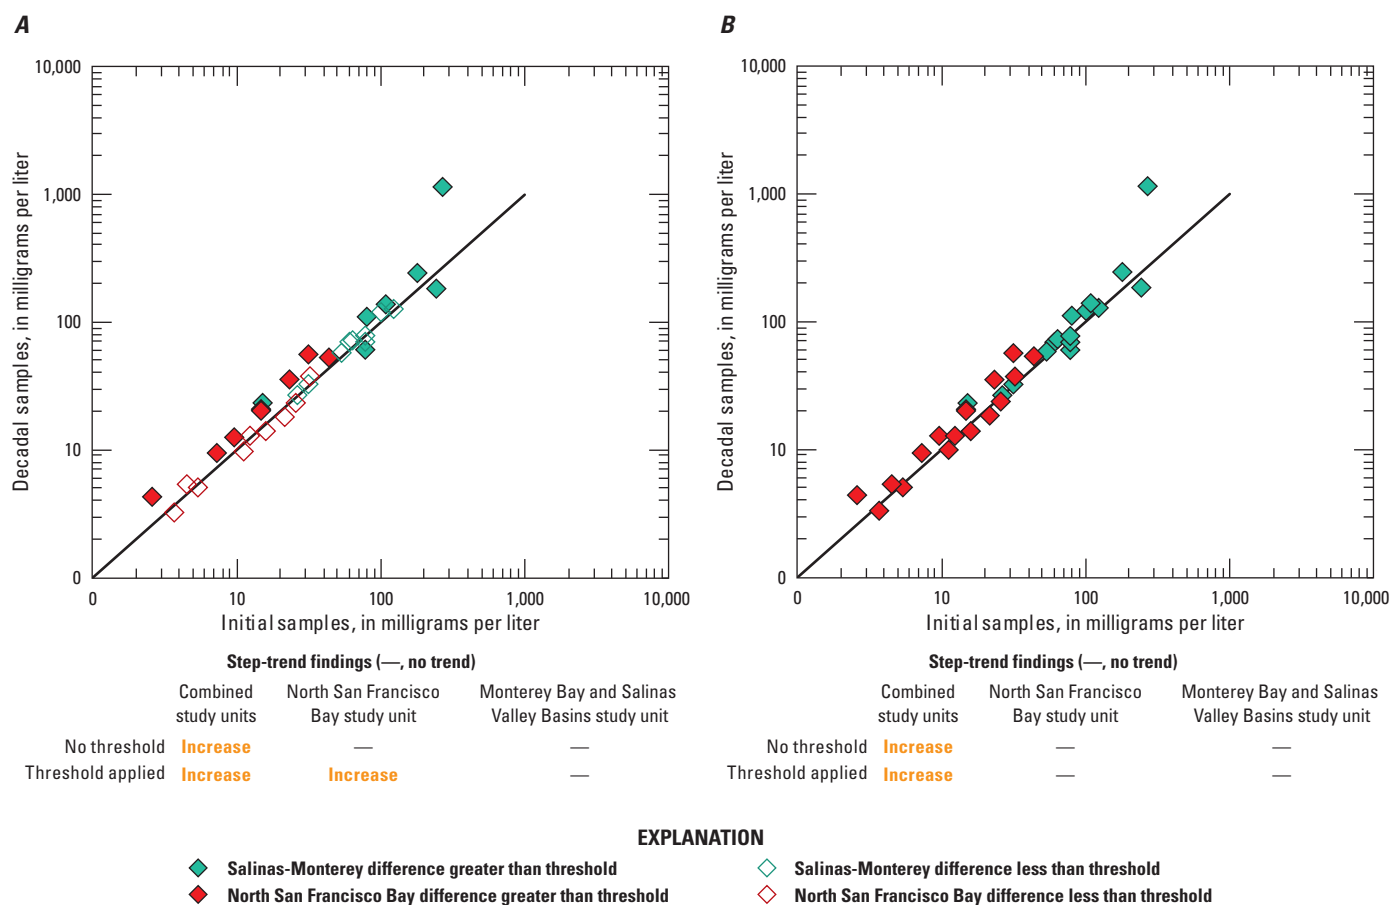 A
10,000
1,000
100
10
0
Decadal samples, in milligrams per liter
0 10 100 1,000 10,000
Initial samples, in milligrams per liter
Step-trend findings (—, no trend)
Combined study units
North San Francisco Bay study unit
Monterey Bay and Salinas Valley Basins study unit
No threshold Increase — —
Threshold applied Increase Increase —
B
10,000
1,000
100
10
0
Decadal samples, in milligrams per liter
0 10 100 1,000 10,000
Initial samples, in milligrams per liter
Step-trend findings (—, no trend)
Combined study units
North San Francisco Bay study unit
Monterey Bay and Salinas Valley Basins study unit
No threshold Increase — —
Threshold applied Increase — —
EXPLANATION
Salinas-Monterey difference greater than threshold
North San Francisco Bay difference greater than threshold
Salinas-Monterey difference less than threshold
North San Francisco Bay difference less than threshold